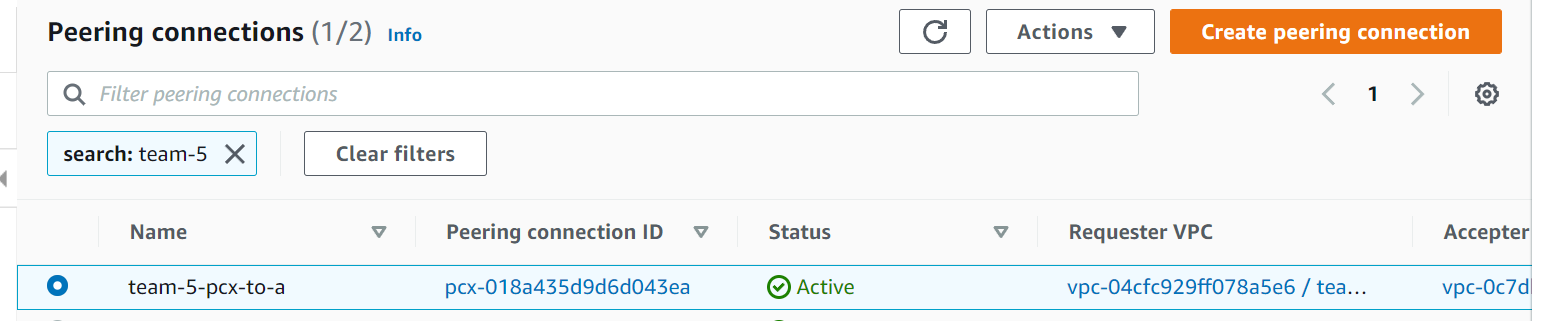 Peering connections (1/2) Info
Actions
Create peering connection
Filter peering connections
1
search: team-5
Clear filters
Name Peering connection ID Status Requester VPC Accepter
team-5-pcx-to-a pcx-018a435d9d6d043ea Active vpc-04cfc929ff078a5e6 / tea… vpc-0c7d